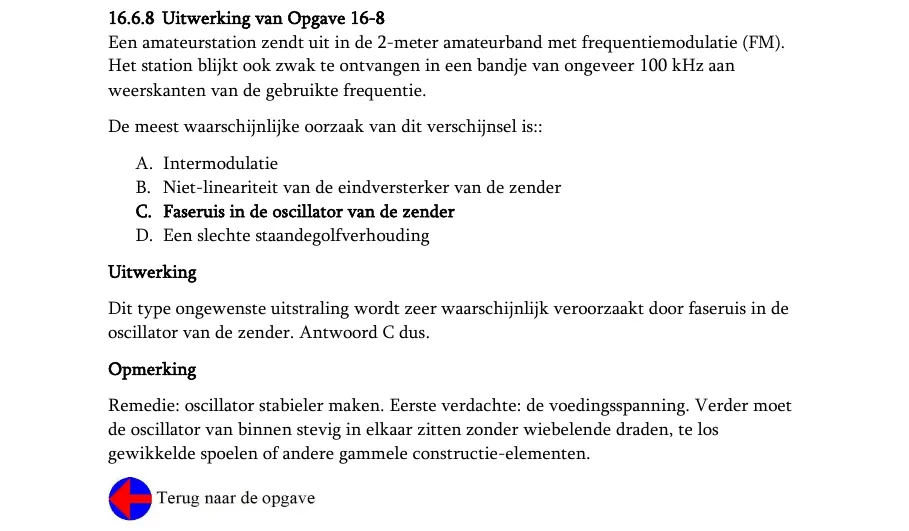 16.6.8 Uitwerking van Opgave 16-8
Een amateurstation zendt uit in de 2-meter amateurband met frequentiemodulatie (FM).
Het station blijkt ook zwak te ontvangen in een bandje van ongeveer 100 kHz aan
weerskanten van de gebruikte frequentie.
De meest waarschijnlijke oorzaak van dit verschijnsel is::
A. Intermodulatie
B. Niet-lineariteit van de eindversterker van de zender
C. Faseruis in de oscillator van de zender
D. Een slechte staandegolfverhouding
Uitwerking
Dit type ongewenste uitstraling wordt zeer waarschijnlijk veroorzaakt door faseruis in de
oscillator van de zender. Antwoord C dus.
Opmerking
Remedie: oscillator stabieler maken. Eerste verdachte: de voedingsspanning. Verder moet
de oscillator van binnen stevig in elkaar zitten zonder wiebelende draden, te los
gewikkelde spoelen of andere gammele constructie-elementen.
Terug naar de opgave